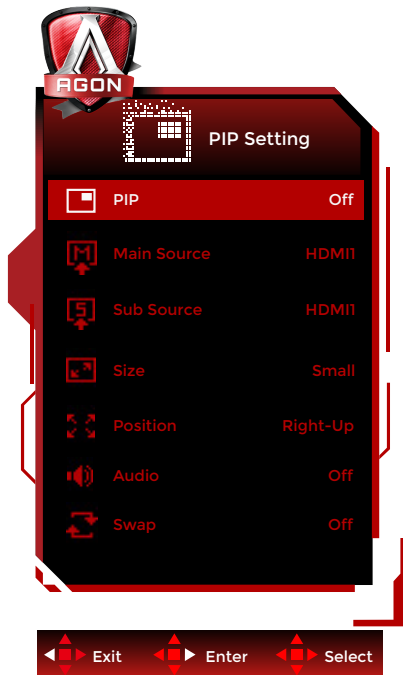 AGON
PIP Setting
PIP Off
Main Source HDMI1
Sub Source HDMI1
Size Small
Position Right-Up
Audio Off
Swap Off
Exit Enter Select